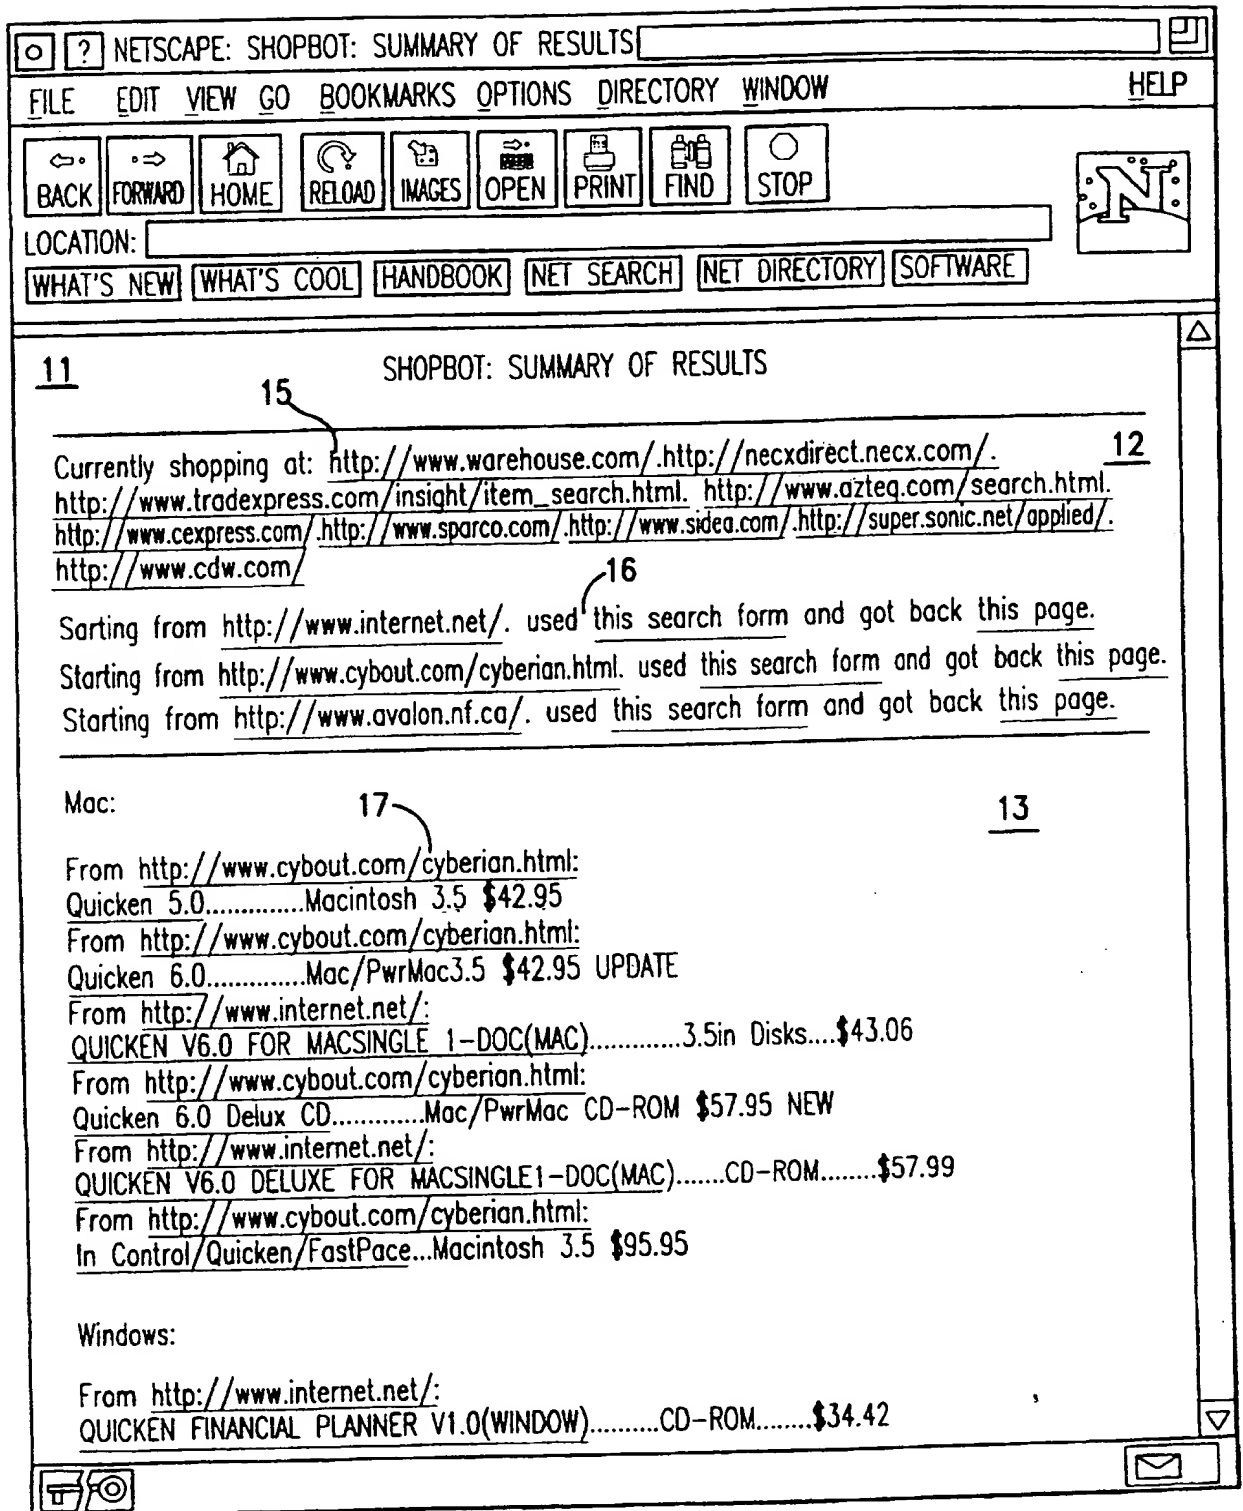 ? NETSCAPE: SHOPBOT: SUMMARY OF RESULTS
FILE EDIT VIEW GO BOOKMARKS OPTIONS DIRECTORY WINDOW HELP
BACK FORWARD HOME RELOAD IMAGES OPEN PRINT FIND STOP
N
LOCATION:
WHAT'S NEW WHAT'S COOL HANDBOOK NET SEARCH NET DIRECTORY SOFTWARE
11 SHOPBOT: SUMMARY OF RESULTS
15
Currently shopping at: http://www.warehouse.com/.http://necxdirect.necx.com/. 12
http://www.tradexpress.com/insight/item_search.html. http://www.azteq.com/search.html.
http://www.cexpress.com/.http://www.sparco.com/.http://www.sidea.com/.http://super.sonic.net/applied/.
http://www.cdw.com/
16
Sarting from http://www.internet.net/. used this search form and got back this page.
Starting from http://www.cybout.com/cyberian.html. used this search form and got back this page.
Starting from http://www.avalon.nf.ca/. used this search form and got back this page.
Mac: 17 13
From http://www.cybout.com/cyberian.html:
Quicken 5.0..............Macintosh 3.5 $42.95
From http://www.cybout.com/cyberian.html:
Quicken 6.0..............Mac/PwrMac3.5 $42.95 UPDATE
From http://www.internet.net/:
QUICKEN V6.0 FOR MACSINGLE 1-DOC(MAC).............3.5in Disks....$43.06
From http://www.cybout.com/cyberian.html:
Quicken 6.0 Delux CD.............Mac/PwrMac CD-ROM $57.95 NEW
From http://www.internet.net/:
QUICKEN V6.0 DELUXE FOR MACSINGLE1-DOC(MAC).......CD-ROM........$57.99
From http://www.cybout.com/cyberian.html:
In Control/Quicken/FastPace...Macintosh 3.5 $95.95
Windows:
From http://www.internet.net/:
QUICKEN FINANCIAL PLANNER V1.0(WINDOW)..........CD-ROM........$34.42